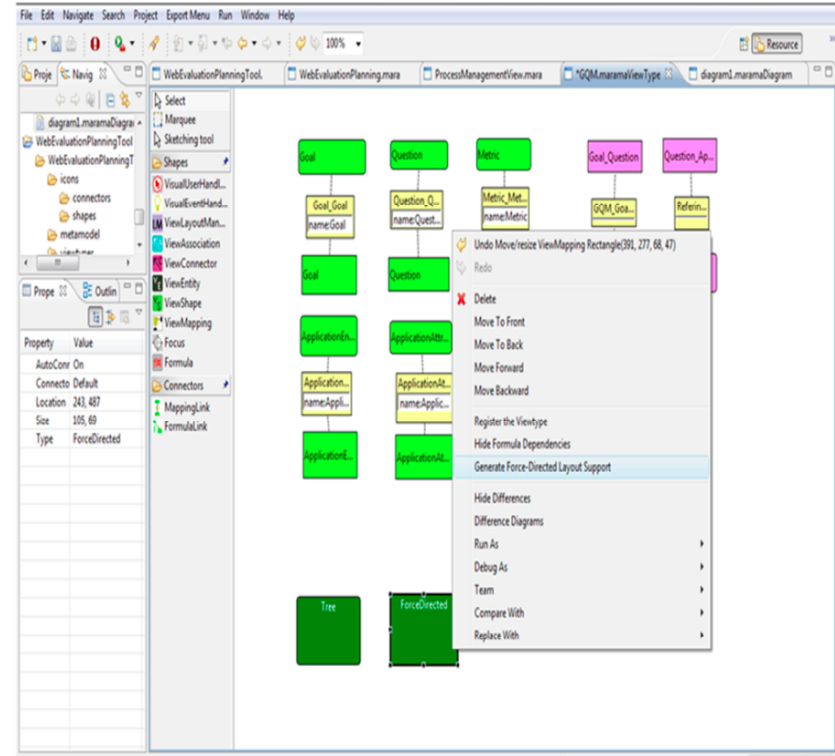 File Edit Navigate Search Project Export Menu Run Window Help
100%
Resource
Proje
Navig
WebEvaluationPlanningTool.
WebEvaluationPlanning.mara
ProcessManagementView.mara
*GQM.maramaViewType
diagram1.maramaDiagram
diagram1.maramaDiagrar
WebEvaluationPlanningTool
WebEvaluationPlanningT
icons
connectors
shapes
metamodel
Prope
Outlin
Property Value
AutoConr On
Connecto Default
Location 243, 487
Size 105, 69
Type ForceDirected
Select
Marquee
Sketching tool
Shapes
VisualUserHandl...
VisualEventHand...
LM ViewLayoutMan...
ViewAssociation
ViewConnector
ViewEntity
ViewShape
ViewMapping
Focus
Formula
Connectors
MappingLink
FormulaLink
Goal
Question
Metric
Goal_Question
Question_Ap...
Goal_Goal
name:Goal
Question_Q...
name:Quest...
Metric_Met...
name:Metric
GQM_Goa...
Referin...
Goal
Question
ApplicationEn...
ApplicationAttr...
Application...
name:Appli...
ApplicationAt...
name:Applic...
ApplicationE...
ApplicationAt...
Tree
ForceDirected
Undo Move/resize ViewMapping Rectangle(391, 277, 68, 47)
Redo
Delete
Move To Front
Move To Back
Move Forward
Move Backward
Register the Viewtype
Hide Formula Dependencies
Generate Force-Directed Layout Support
Hide Differences
Difference Diagrams
Run As
Debug As
Team
Compare With
Replace With